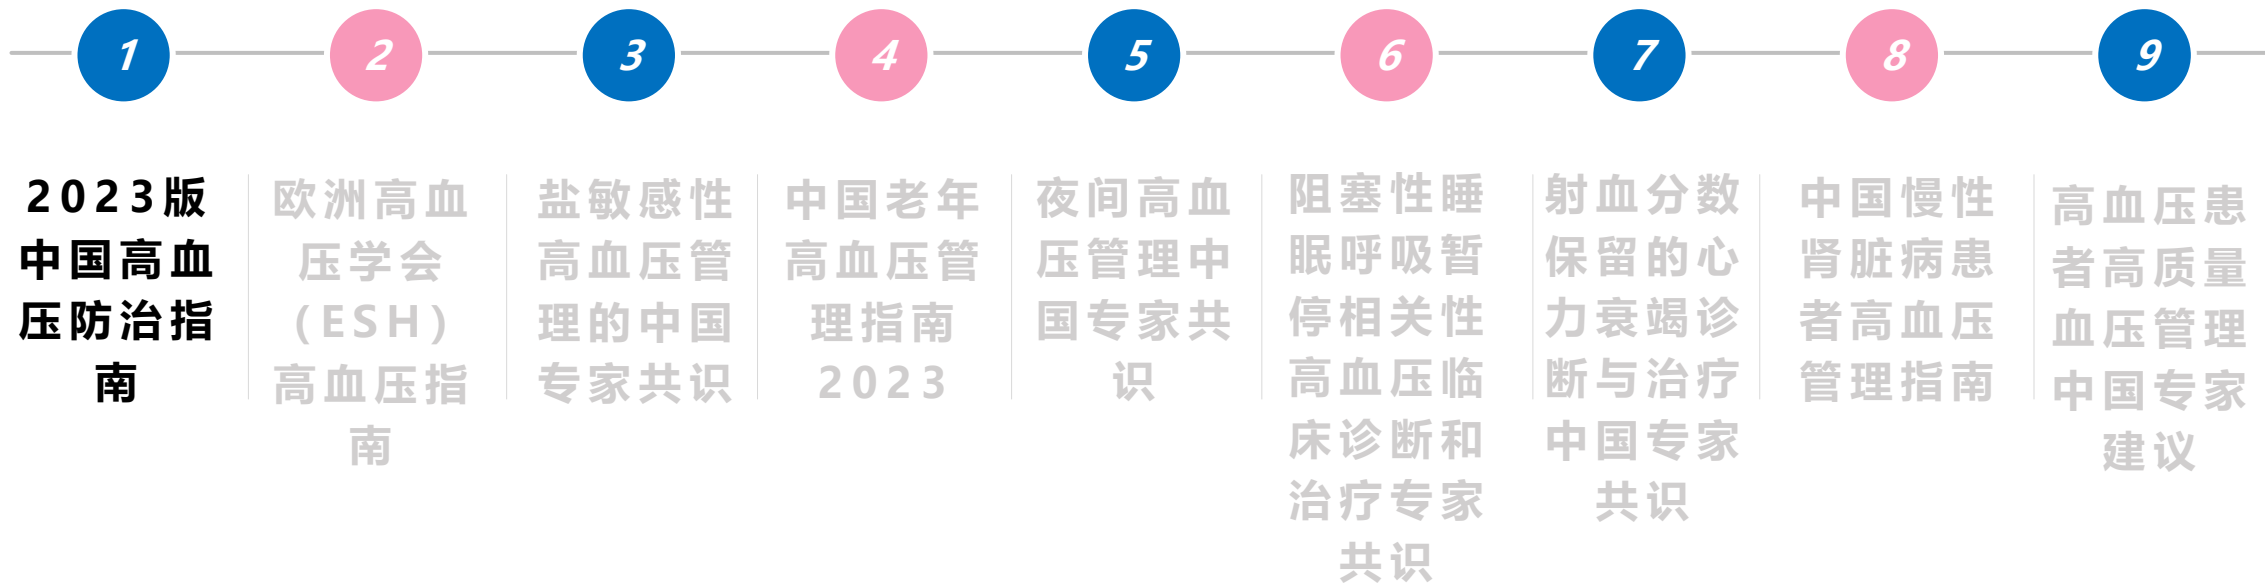 1
2
3
4
5
6
7
8
9
2023版
中国高血
压防治指
南
欧洲高血
压学会
(ESH)
高血压指
南
盐敏感性
高血压管
理的中国
专家共识
中国老年
高血压管
理指南
2023
夜间高血
压管理中
国专家共
识
阻塞性睡
眠呼吸暂
停相关性
高血压临
床诊断和
治疗专家
共识
射血分数
保留的心
力衰竭诊
断与治疗
中国专家
共识
中国慢性
肾脏病患
者高血压
管理指南
高血压患
者高质量
血压管理
中国专家
建议